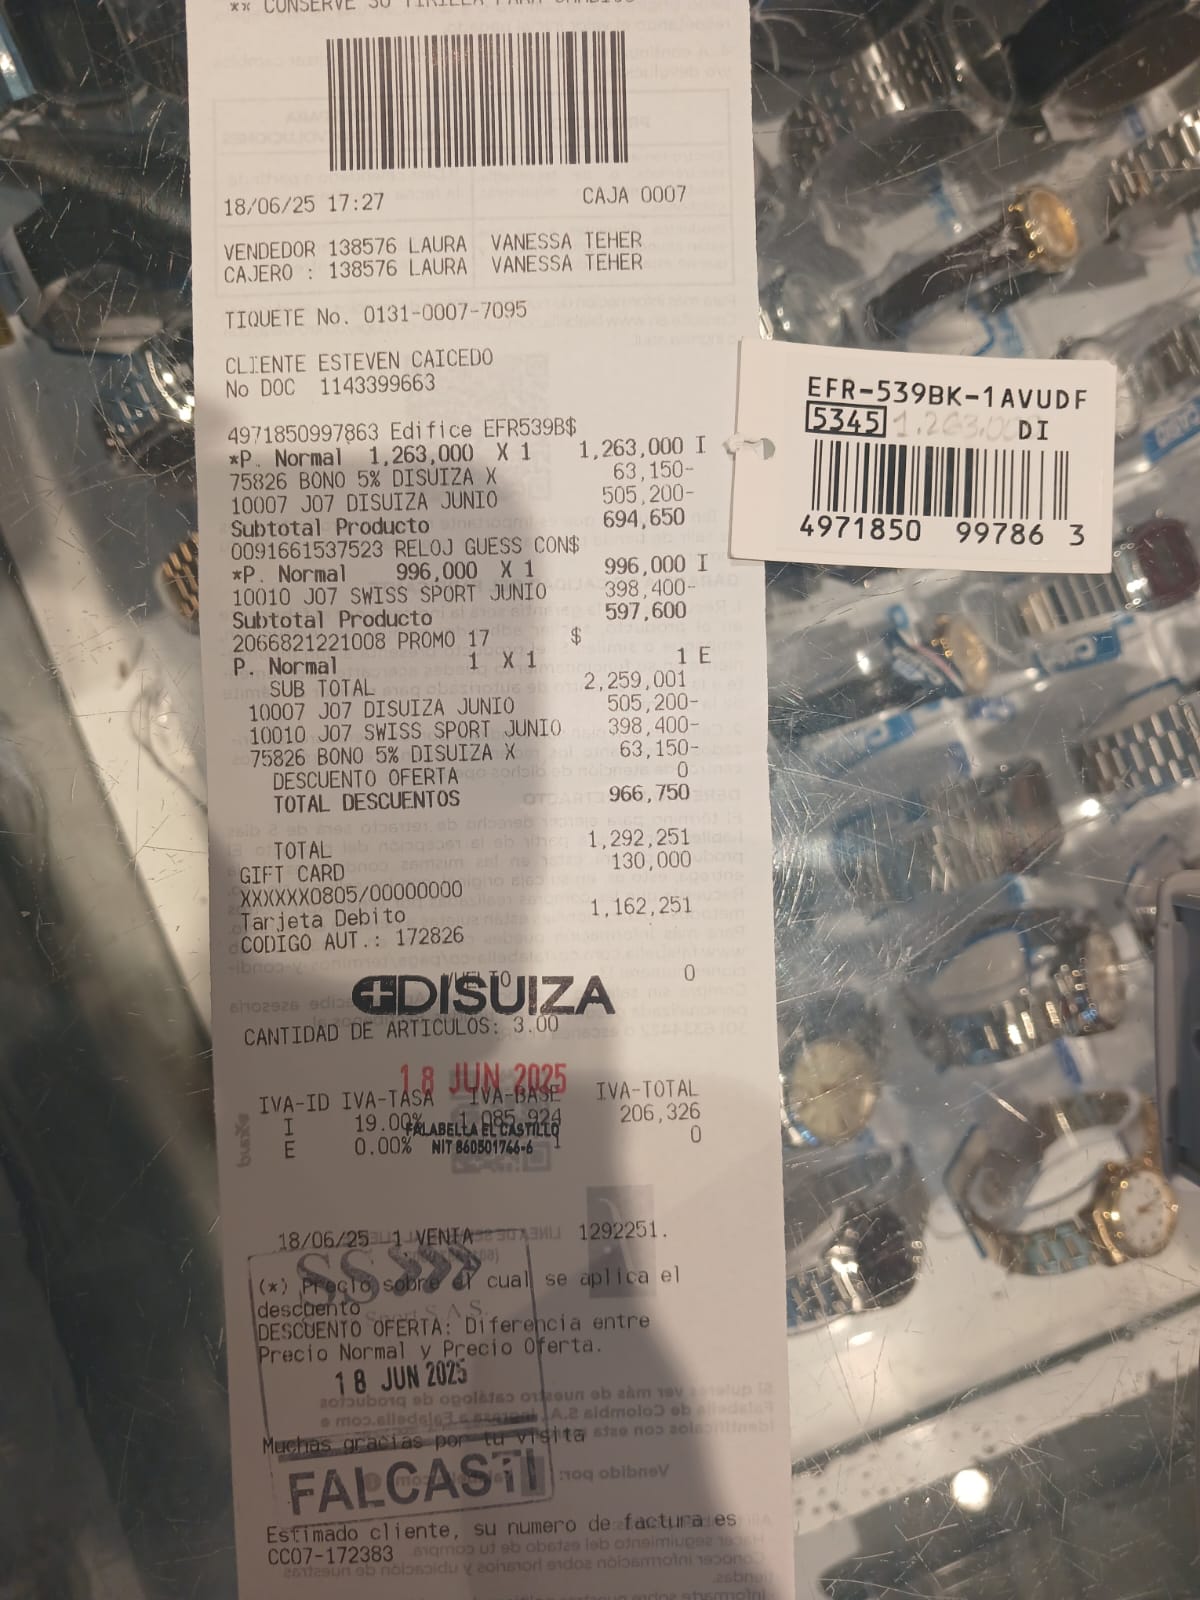 ** CONSERVE SU TIRILLA PARA CAMBIOS
18/06/25 17:27 CAJA 0007
VENDEDOR 138576 LAURA VANESSA TEHER
CAJERO : 138576 LAURA VANESSA TEHER
TIQUETE No. 0131-0007-7095
CLIENTE ESTEVEN CAICEDO
No DOC 1143399663
4971850997863 Edifice EFR539B$
*P. Normal 1,263,000 X 1 1,263,000 I
75826 BONO 5% DISUIZA X 63,150-
10007 J07 DISUIZA JUNIO 505,200-
Subtotal Producto 694,650
0091661537523 RELOJ GUESS CON$
*P. Normal 996,000 X 1 996,000 I
10010 J07 SWISS SPORT JUNIO 398,400-
Subtotal Producto 597,600
2066821221008 PROMO 17 $
P. Normal 1 X 1 1 E
SUB TOTAL 2,259,001
10007 J07 DISUIZA JUNIO 505,200-
10010 J07 SWISS SPORT JUNIO 398,400-
75826 BONO 5% DISUIZA X 63,150-
DESCUENTO OFERTA 0
TOTAL DESCUENTOS 966,750
TOTAL 1,292,251
GIFT CARD 130,000
XXXXXX0805/00000000
Tarjeta Debito 1,162,251
CODIGO AUT.: 172826
VUELTO 0
DISUIZA
CANTIDAD DE ARTICULOS: 3.00
18 JUN 2025
IVA-ID IVA-TASA IVA-BASE IVA-TOTAL
I 19.00% 1,085,924 206,326
FALABELLA EL CASTILLO
E 0.00% 1 0
NIT 860501766-6
18/06/25 1 VENTA 1292251.
SS
(*) Precio sobre el cual se aplica el
descuento
Sport S.A.S.
DESCUENTO OFERTA: Diferencia entre
Precio Normal y Precio Oferta.
18 JUN 2025
Muchas gracias por tu visita
FALCASTI
Estimado cliente, su numero de factura es
CC07-172383
EFR-539BK-1AVUDF
5345 1.263.000 DI
4971850 99786 3